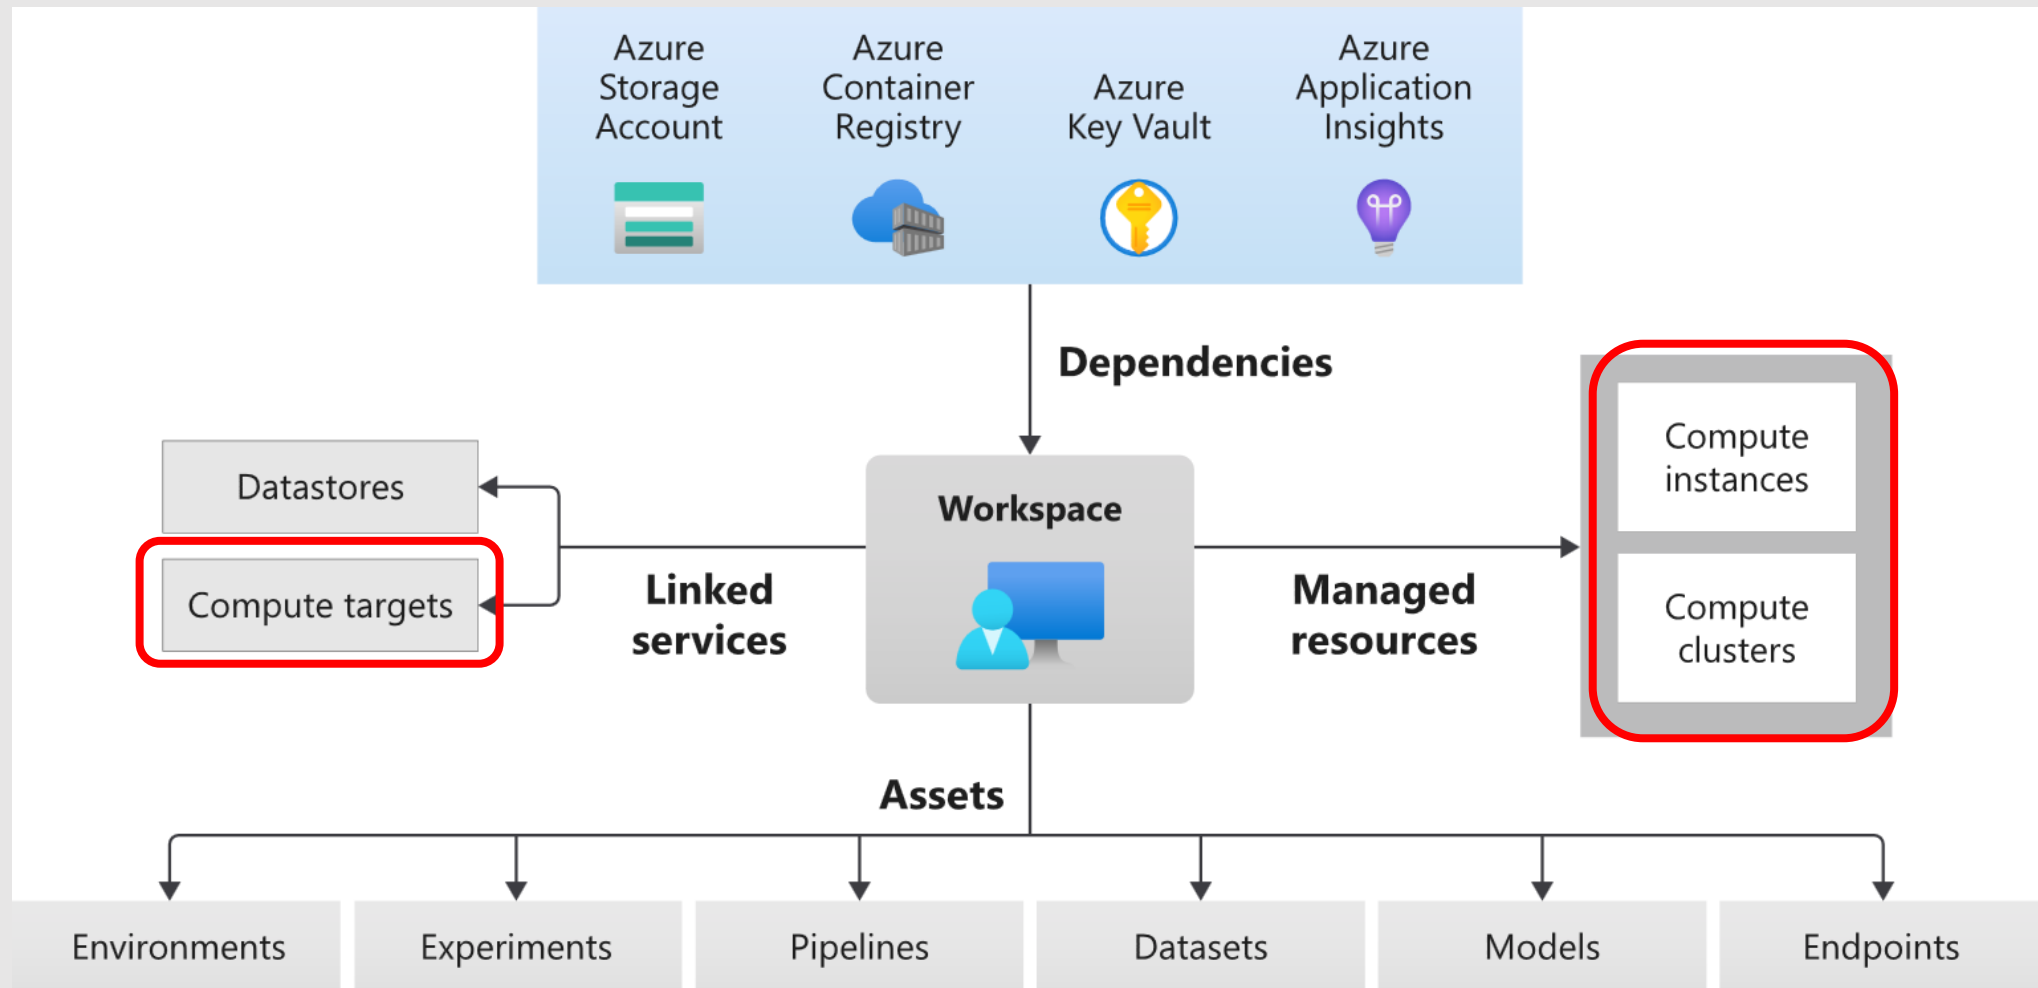 Azure
Storage
Account
Azure
Container
Registry
Azure
Key Vault
Azure
Application
Insights
Dependencies
Datastores
Compute targets
Linked
services
Workspace
Managed
resources
Compute
instances
Compute
clusters
Assets
Environments
Experiments
Pipelines
Datasets
Models
Endpoints